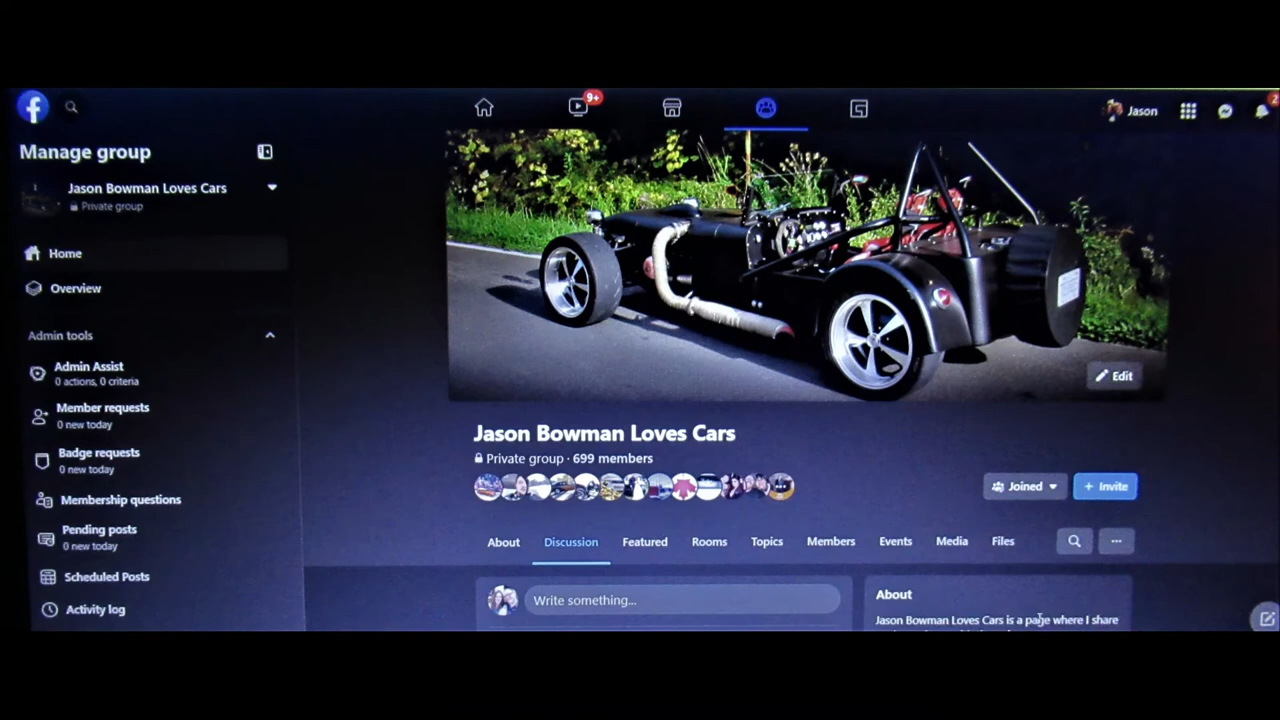 9+
Jason
2
Manage group
Jason Bowman Loves Cars
Private group
Home
Overview
Admin tools
Admin Assist
0 actions, 0 criteria
Member requests
0 new today
Badge requests
0 new today
Membership questions
Pending posts
0 new today
Scheduled Posts
Activity log
Edit
Jason Bowman Loves Cars
Private group · 699 members
Joined
+ Invite
About
Discussion
Featured
Rooms
Topics
Members
Events
Media
Files
Write something...
About
Jason Bowman Loves Cars is a page where I share